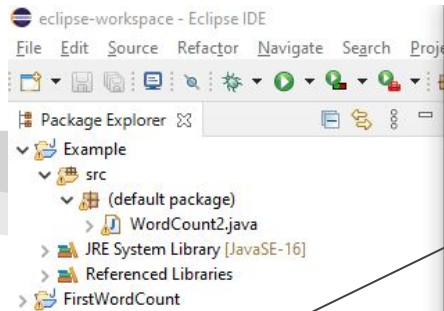 eclipse-workspace - Eclipse IDE
File Edit Source Refactor Navigate Search Proje
Package Explorer
Example
src
(default package)
WordCount2.java
JRE System Library [JavaSE-16]
Referenced Libraries
FirstWordCount